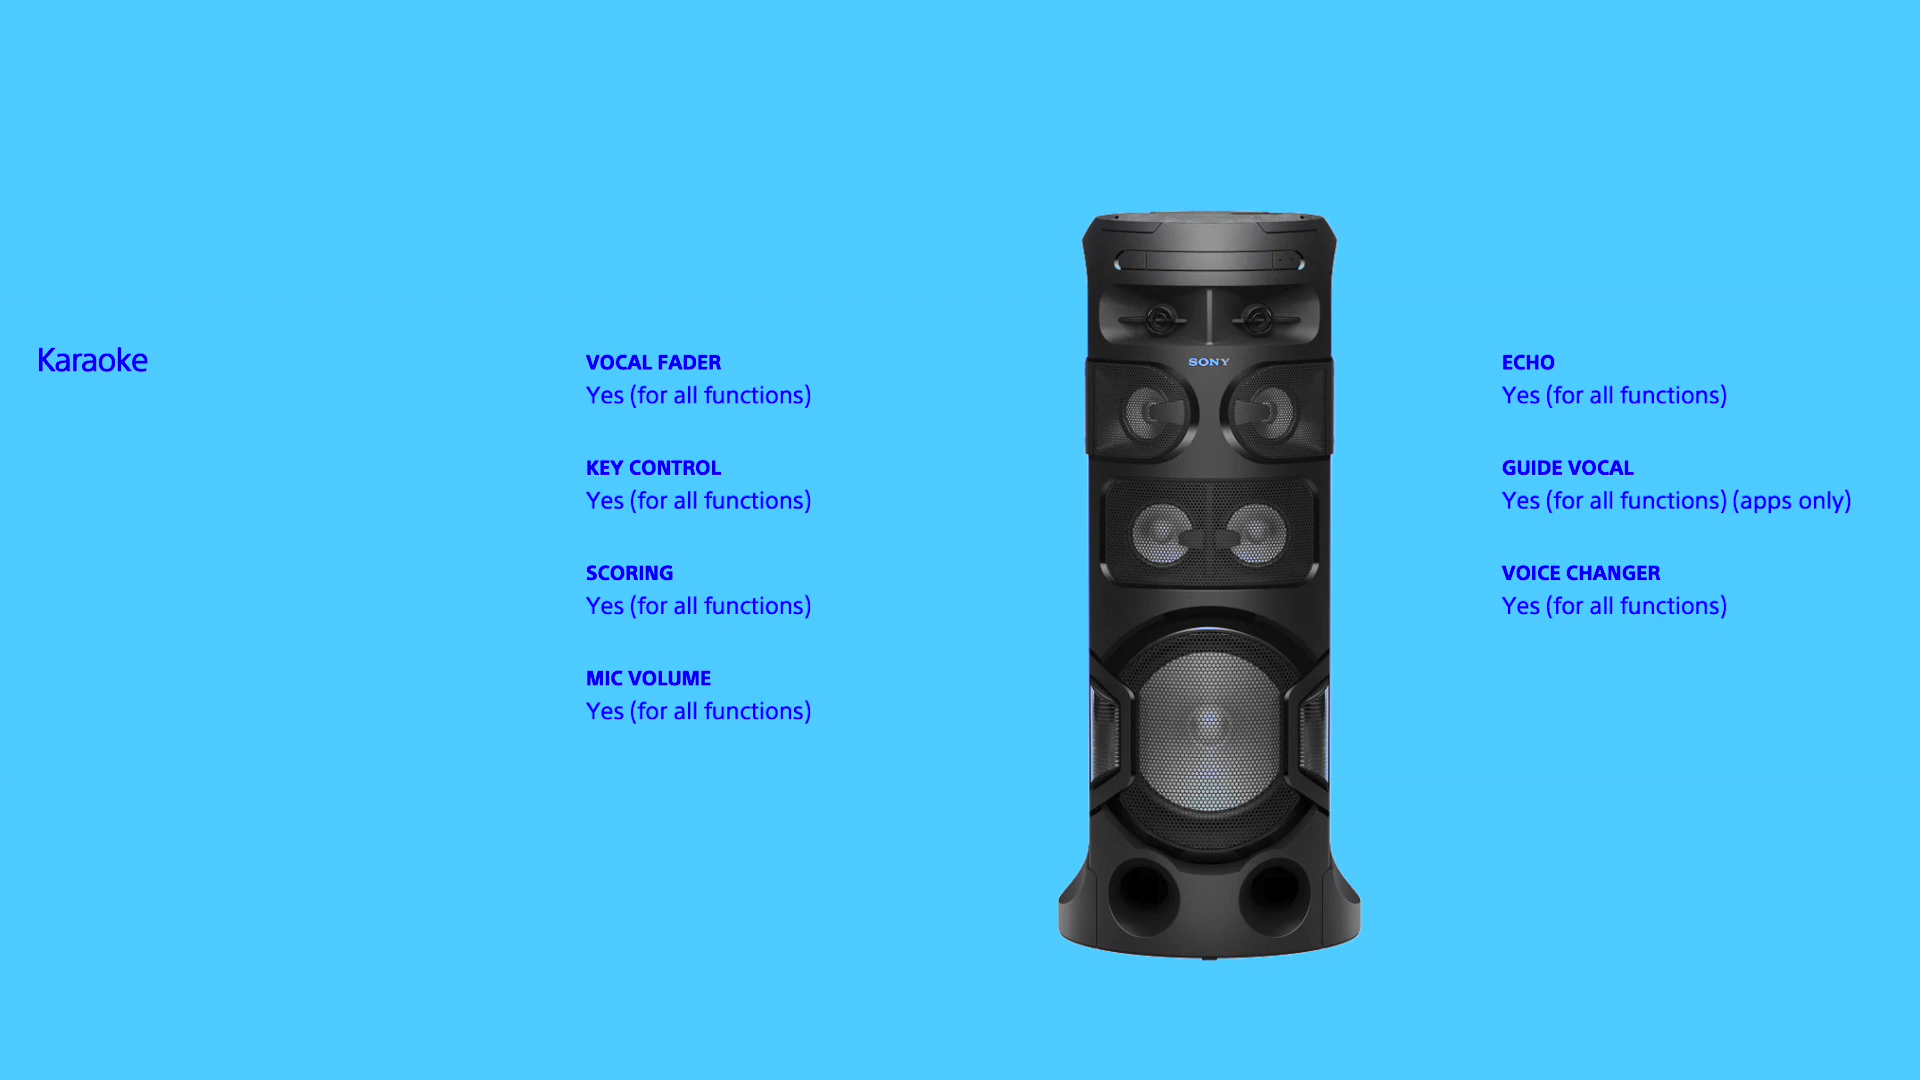 Karaoke
VOCAL FADER
Yes (for all functions)
KEY CONTROL
Yes (for all functions)
SCORING
Yes (for all functions)
MIC VOLUME
Yes (for all functions)
SONY
ECHO
Yes (for all functions)
GUIDE VOCAL
Yes (for all functions) (apps only)
VOICE CHANGER
Yes (for all functions)